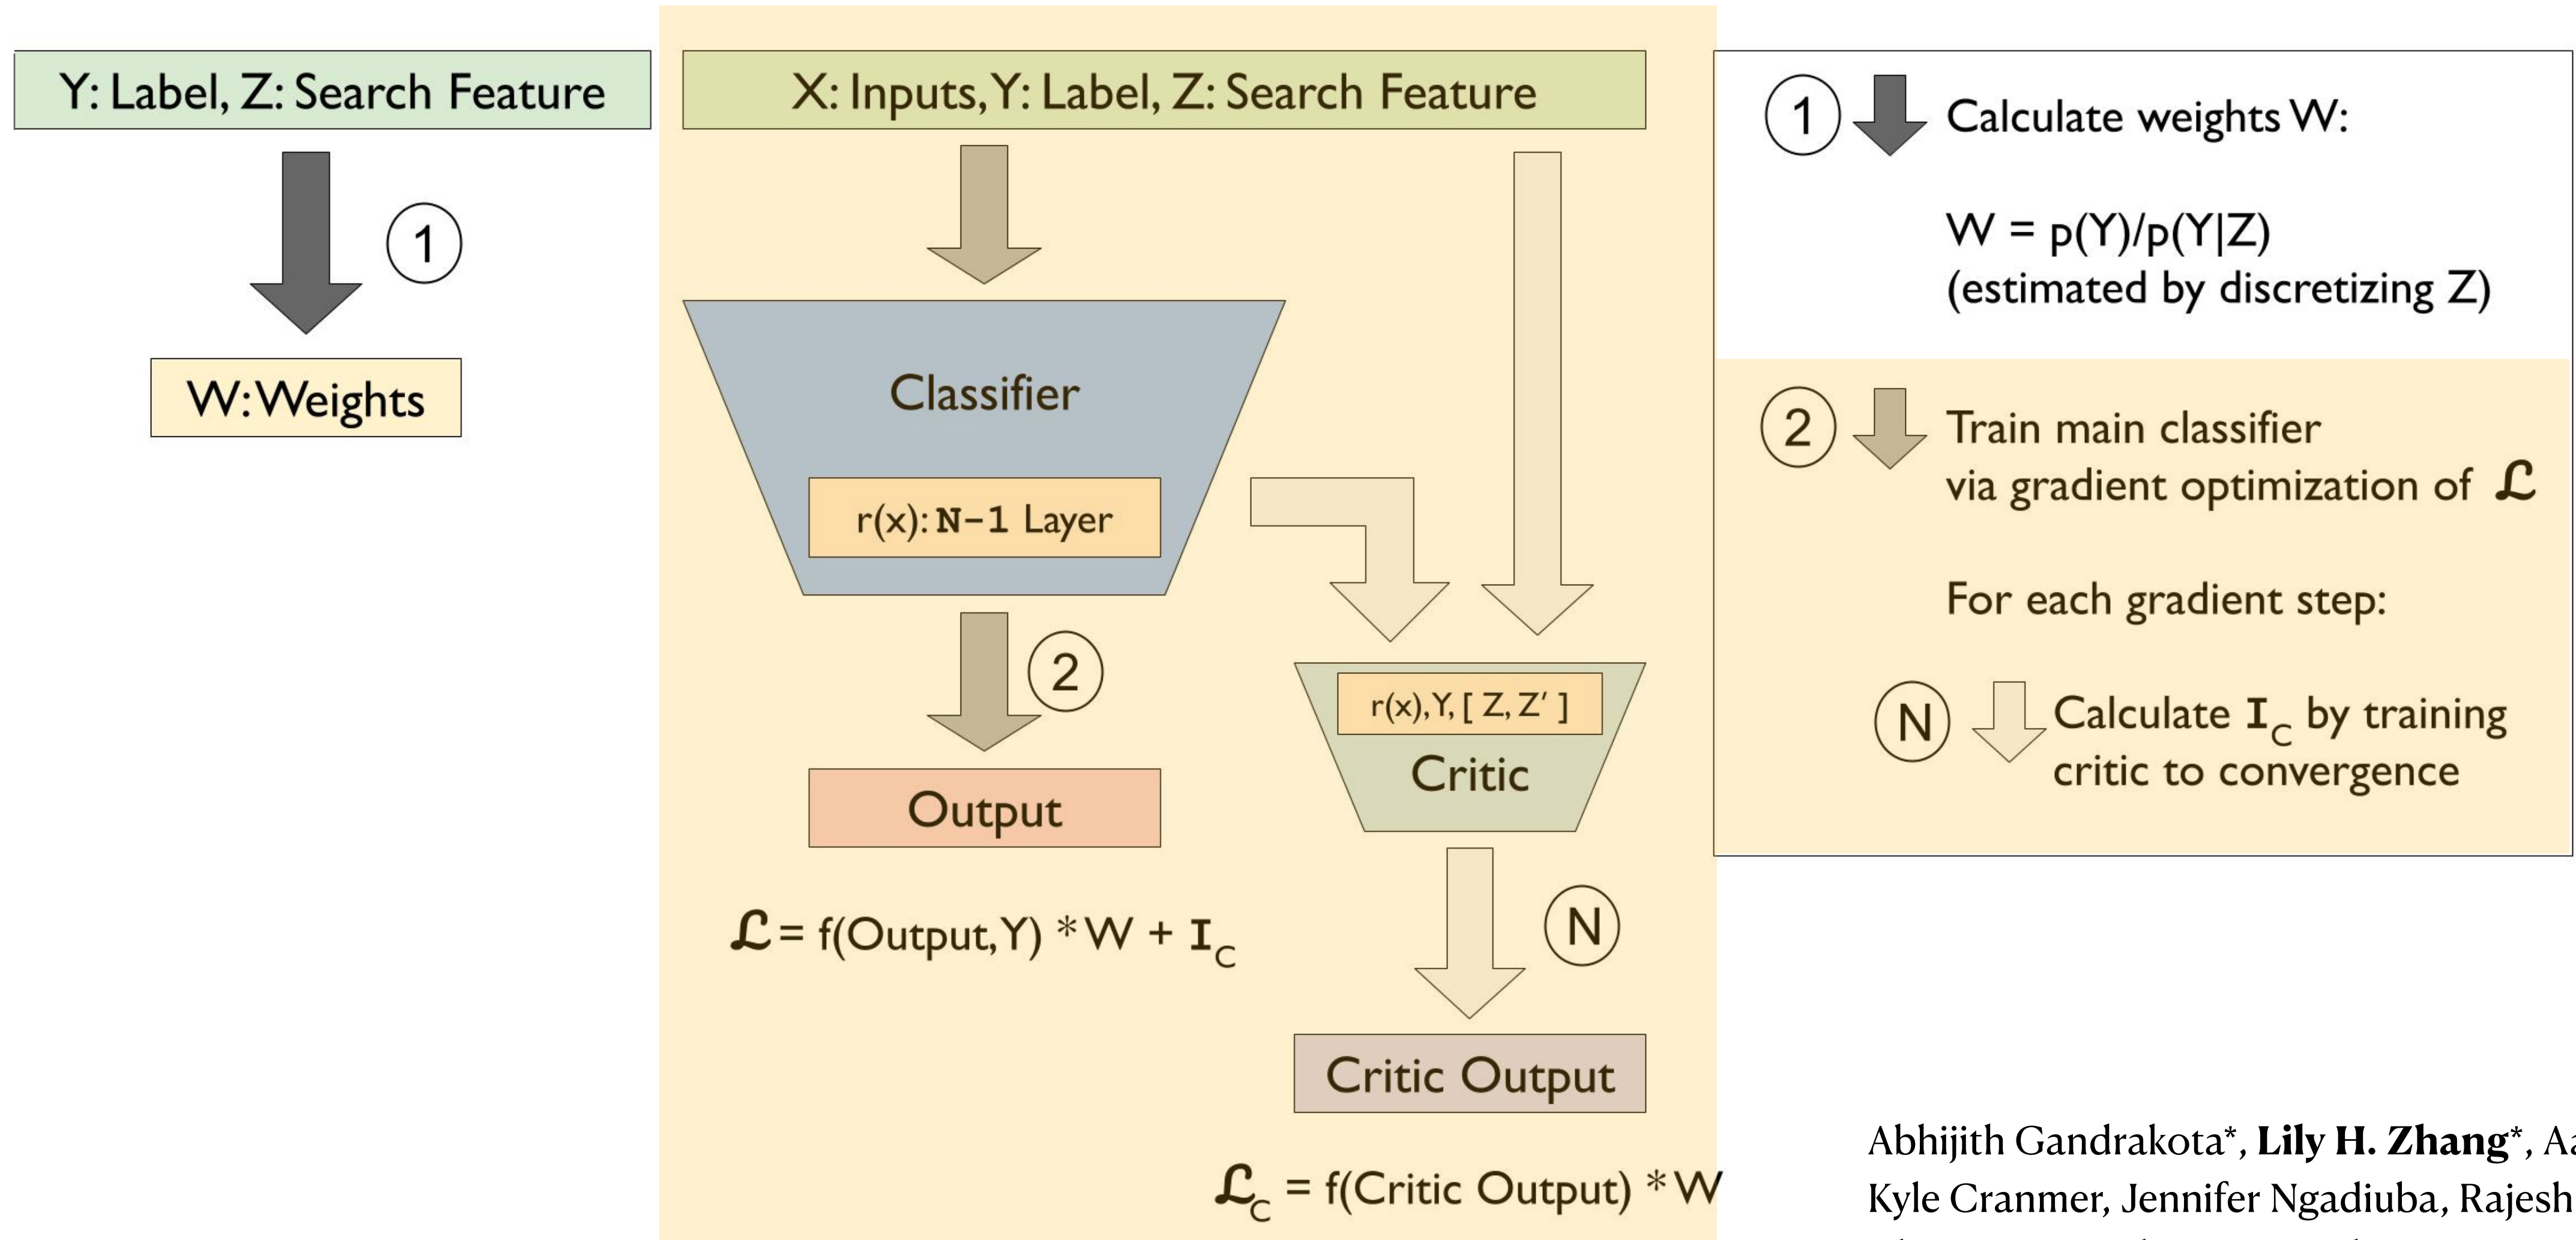 Y: Label, Z: Search Feature
1
W: Weights
X: Inputs, Y: Label, Z: Search Feature
Classifier
r(x): N-1 Layer
2
Output
ℒ = f(Output, Y) * W + I_C
r(x), Y, [ Z, Z′ ]
Critic
N
Critic Output
ℒ_C = f(Critic Output) * W
1 Calculate weights W:
W = p(Y)/p(Y|Z)
(estimated by discretizing Z)
2 Train main classifier
via gradient optimization of ℒ
For each gradient step:
N Calculate I_C by training
critic to convergence
Abhijith Gandrakota*, Lily H. Zhang*,
Kyle Cranmer, Jennifer Ngadiuba, Rajesh